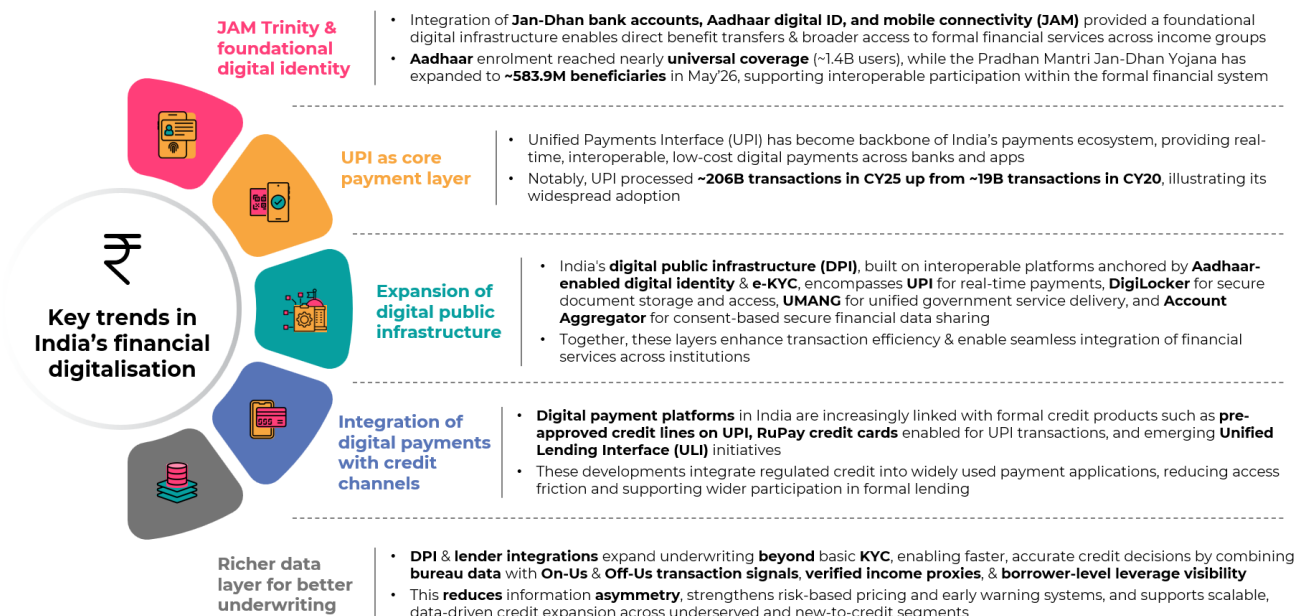 JAM Trinity &
foundational
digital identity
• Integration of Jan-Dhan bank accounts, Aadhaar digital ID, and mobile connectivity (JAM) provided a foundational
digital infrastructure enables direct benefit transfers & broader access to formal financial services across income groups
• Aadhaar enrolment reached nearly universal coverage (~1.4B users), while the Pradhan Mantri Jan-Dhan Yojana has
expanded to ~583.9M beneficiaries in May'26, supporting interoperable participation within the formal financial system
UPI as core
payment layer
• Unified Payments Interface (UPI) has become backbone of India's payments ecosystem, providing real-
time, interoperable, low-cost digital payments across banks and apps
• Notably, UPI processed ~206B transactions in CY25 up from ~19B transactions in CY20, illustrating its
widespread adoption
₹
Key trends in
India's financial
digitalisation
Expansion of
digital public
infrastructure
• India's digital public infrastructure (DPI), built on interoperable platforms anchored by Aadhaar-
enabled digital identity & e-KYC, encompasses UPI for real-time payments, DigiLocker for secure
document storage and access, UMANG for unified government service delivery, and Account
Aggregator for consent-based secure financial data sharing
• Together, these layers enhance transaction efficiency & enable seamless integration of financial
services across institutions
Integration of
digital payments
with credit
channels
• Digital payment platforms in India are increasingly linked with formal credit products such as pre-
approved credit lines on UPI, RuPay credit cards enabled for UPI transactions, and emerging Unified
Lending Interface (ULI) initiatives
• These developments integrate regulated credit into widely used payment applications, reducing access
friction and supporting wider participation in formal lending
Richer data
layer for better
underwriting
• DPI & lender integrations expand underwriting beyond basic KYC, enabling faster, accurate credit decisions by combining
bureau data with On-Us & Off-Us transaction signals, verified income proxies, & borrower-level leverage visibility
• This reduces information asymmetry, strengthens risk-based pricing and early warning systems, and supports scalable,
data-driven credit expansion across underserved and new-to-credit segments